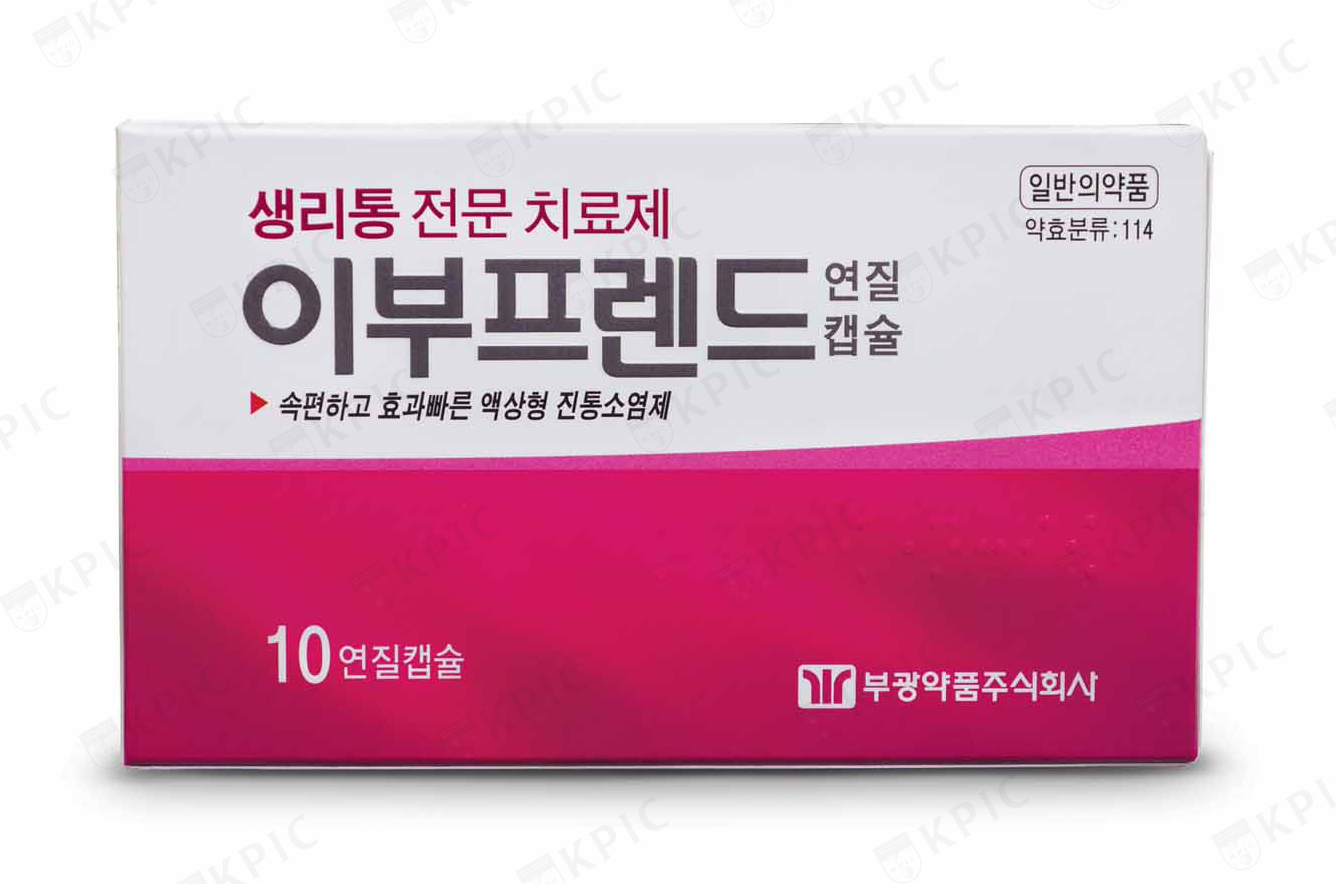 생리통 전문 치료제
일반의약품
약효분류:114
이부프렌드 연질
캡슐
속편하고 효과빠른 액상형 진통소염제
10 연질캡슐
부광약품주식회사
KPIC